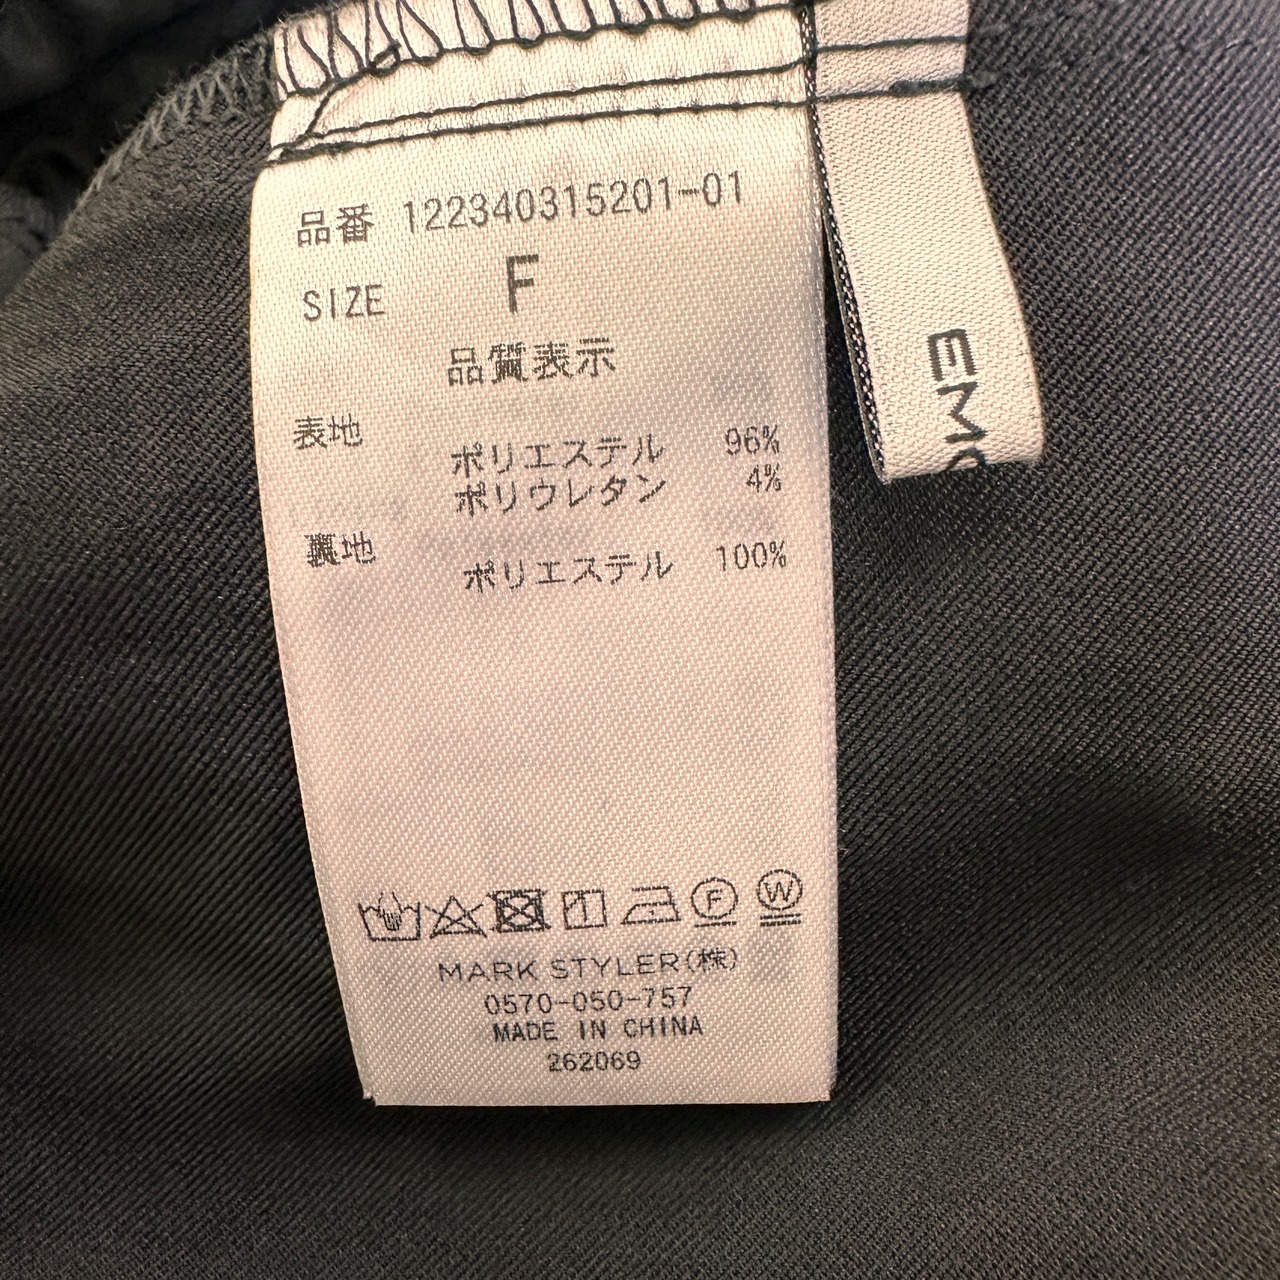 品番 122340315201-01
SIZE F
品質表示
表地
ポリエステル 96%
ポリウレタン 4%
裏地
ポリエステル 100%
1 F W
MARK STYLER(株)
0570-050-757
MADE IN CHINA
262069